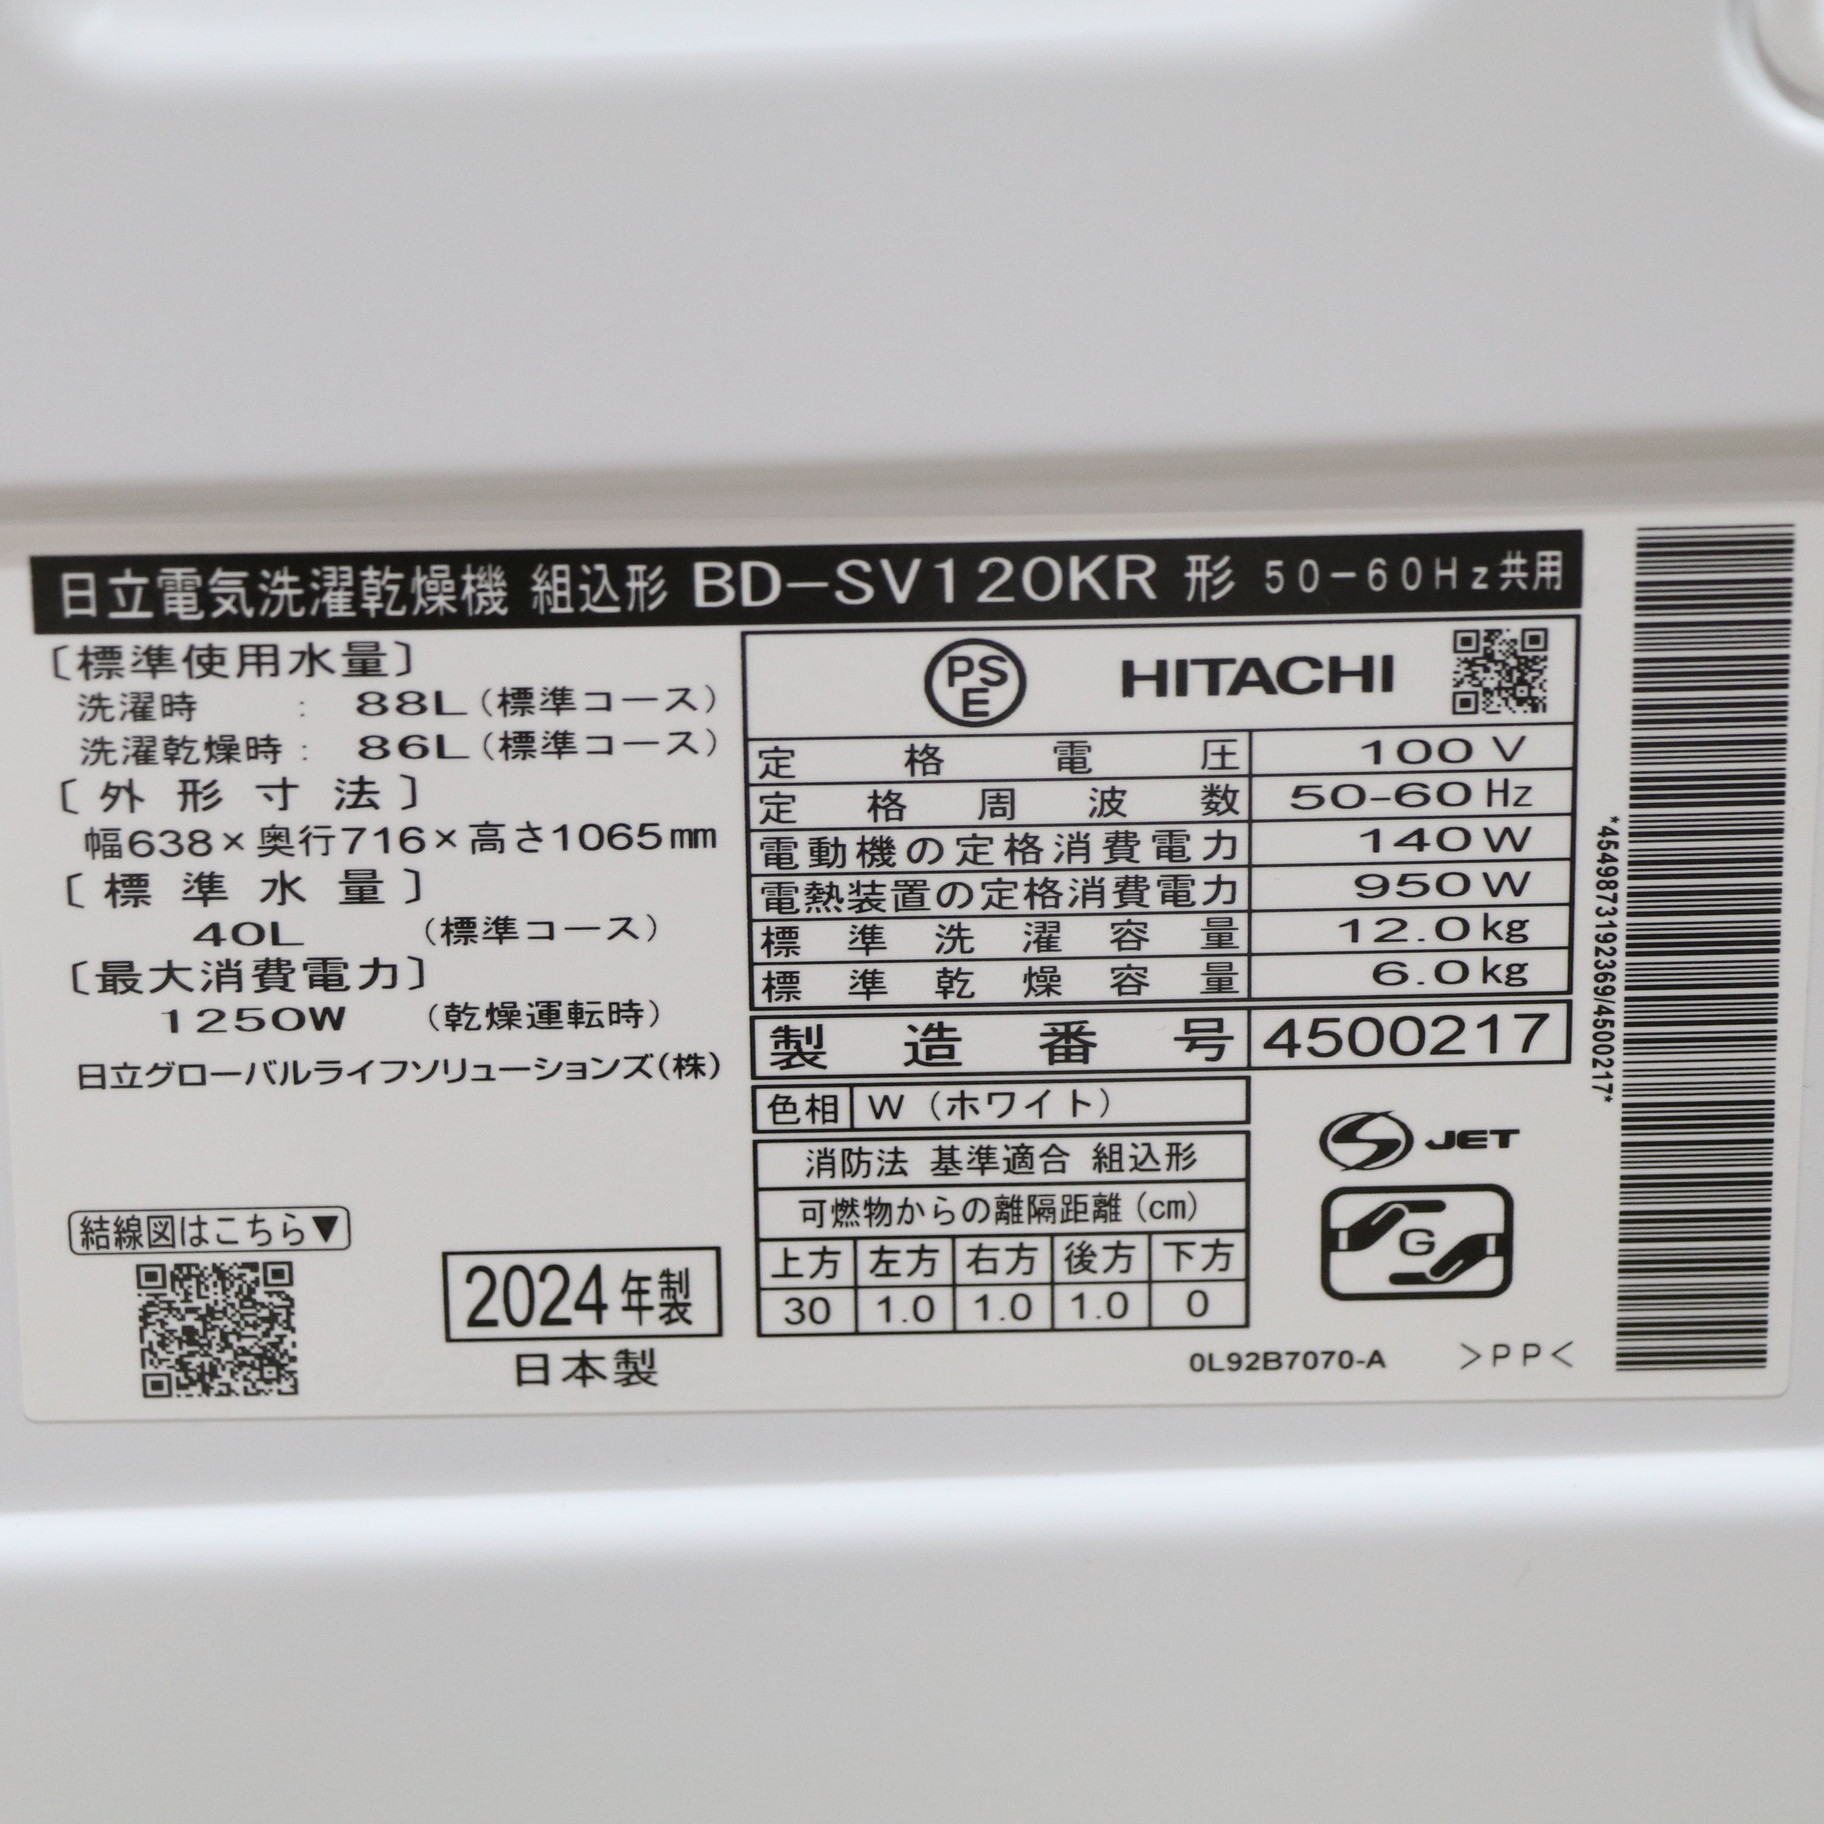 日立電気洗濯乾燥機 組込形 BD-SV120KR 形 50-60Hz共用
〔標準使用水量〕
洗濯時 : 88L(標準コース)
洗濯乾燥時 : 86L(標準コース)
〔外形寸法〕
幅638×奥行716×高さ1065mm
〔標準水量〕
40L (標準コース)
〔最大消費電力〕
1250W (乾燥運転時)
日立グローバルライフソリューションズ(株)
結線図はこちら▼
2024年製
日本製
PS
E
HITACHI
定格電圧 100V
定格周波数 50-60Hz
電動機の定格消費電力 140W
電熱装置の定格消費電力 950W
標準洗濯容量 12.0kg
標準乾燥容量 6.0kg
製造番号 4500217
色相 W(ホワイト)
消防法 基準適合 組込形
可燃物からの離隔距離(cm)
上方 左方 右方 後方 下方
30 1.0 1.0 1.0 0
JET
G
0L92B7070-A >PP<
*4549873192369/4500217*